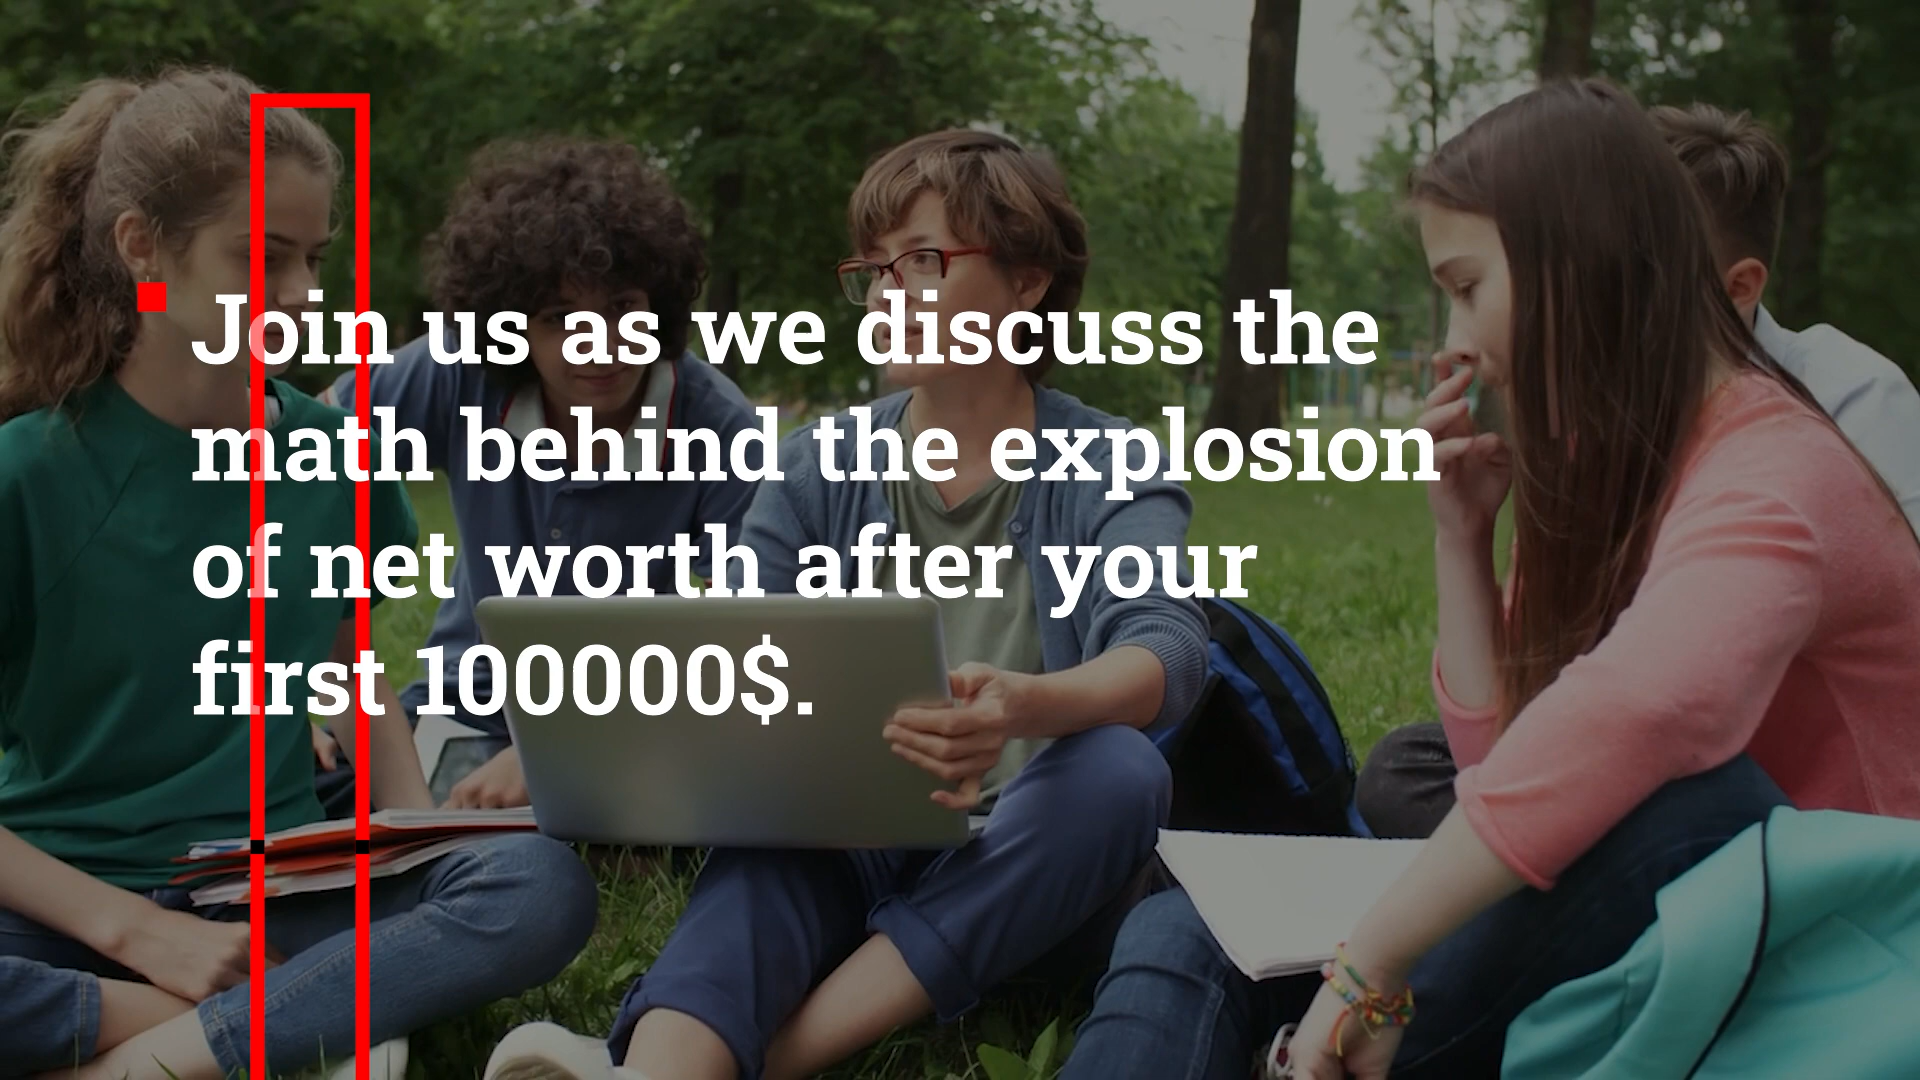 Join us as we discuss the
math behind the explosion
of net worth after your
first 100000$.